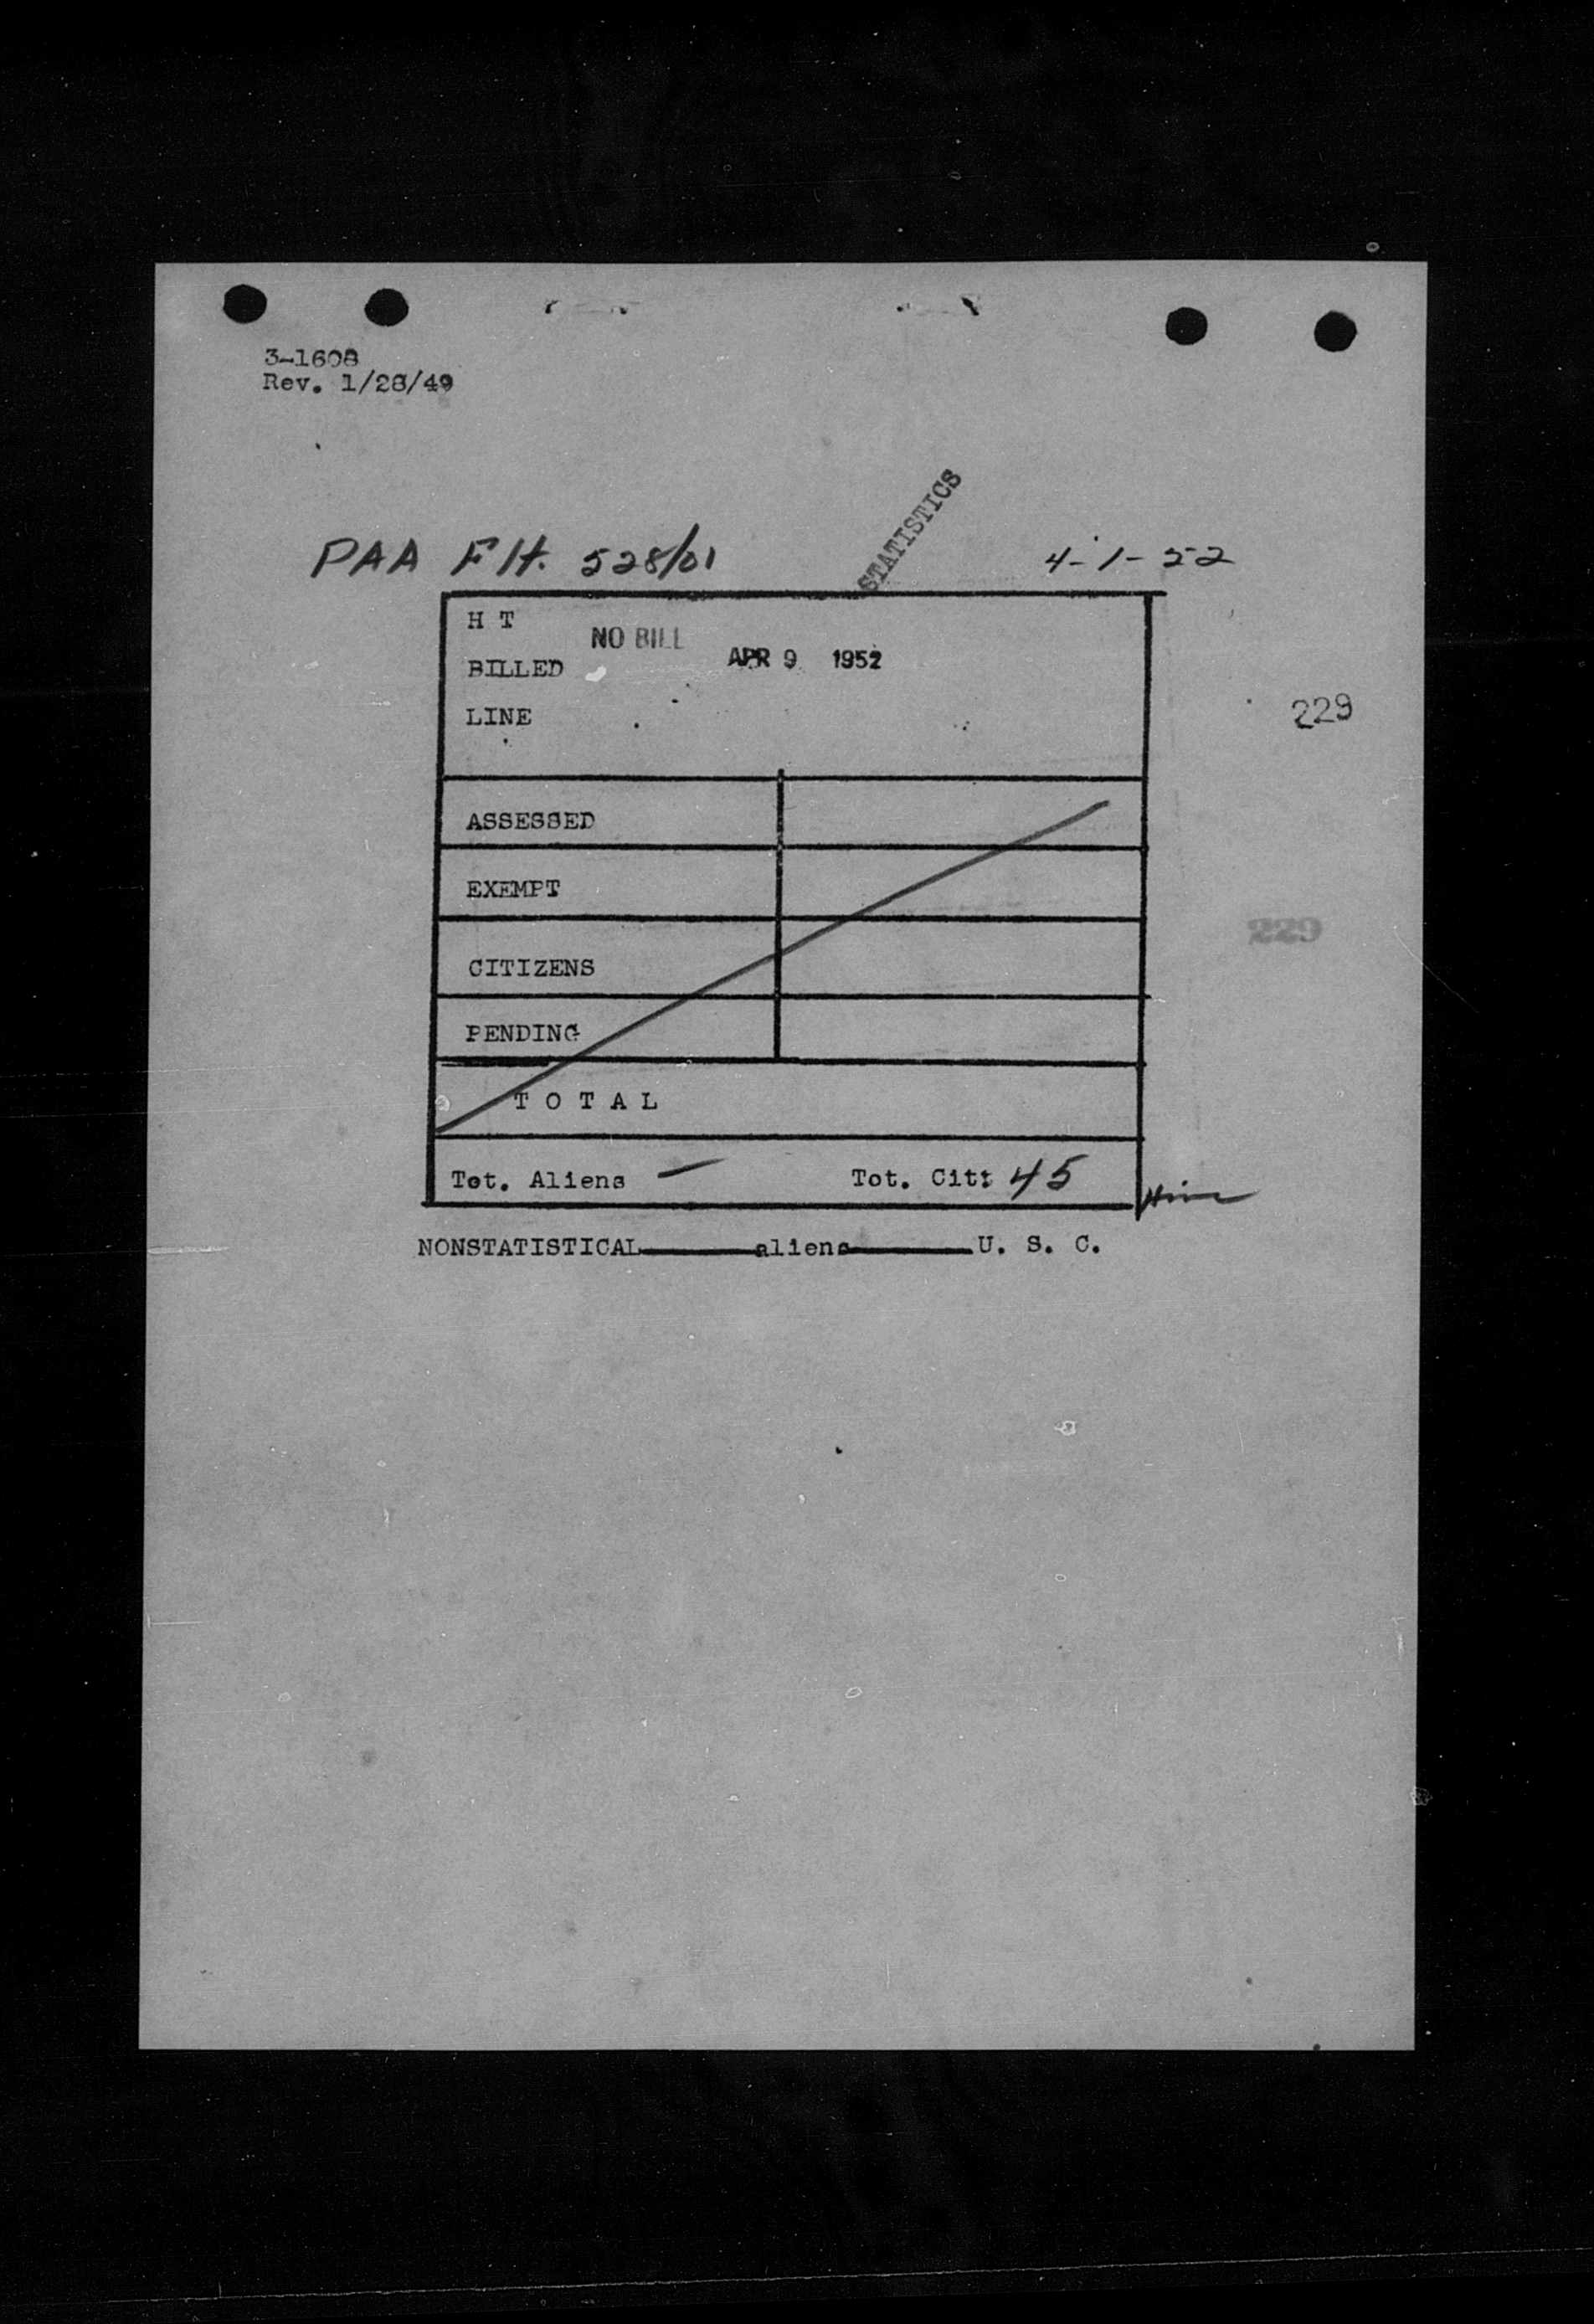 3-1608
Rev. 1/28/49
STATISTICS
PAA Flt. 528/01
4-1-52
H T
NO BILL
BILLED
APR 9 1952
LINE
229
ASSESSED
EXEMPT
229
CITIZENS
PENDING
T O T A L
Tot. Aliens — Tot. Cit: 45
NONSTATISTICAL aliens U. S. C.